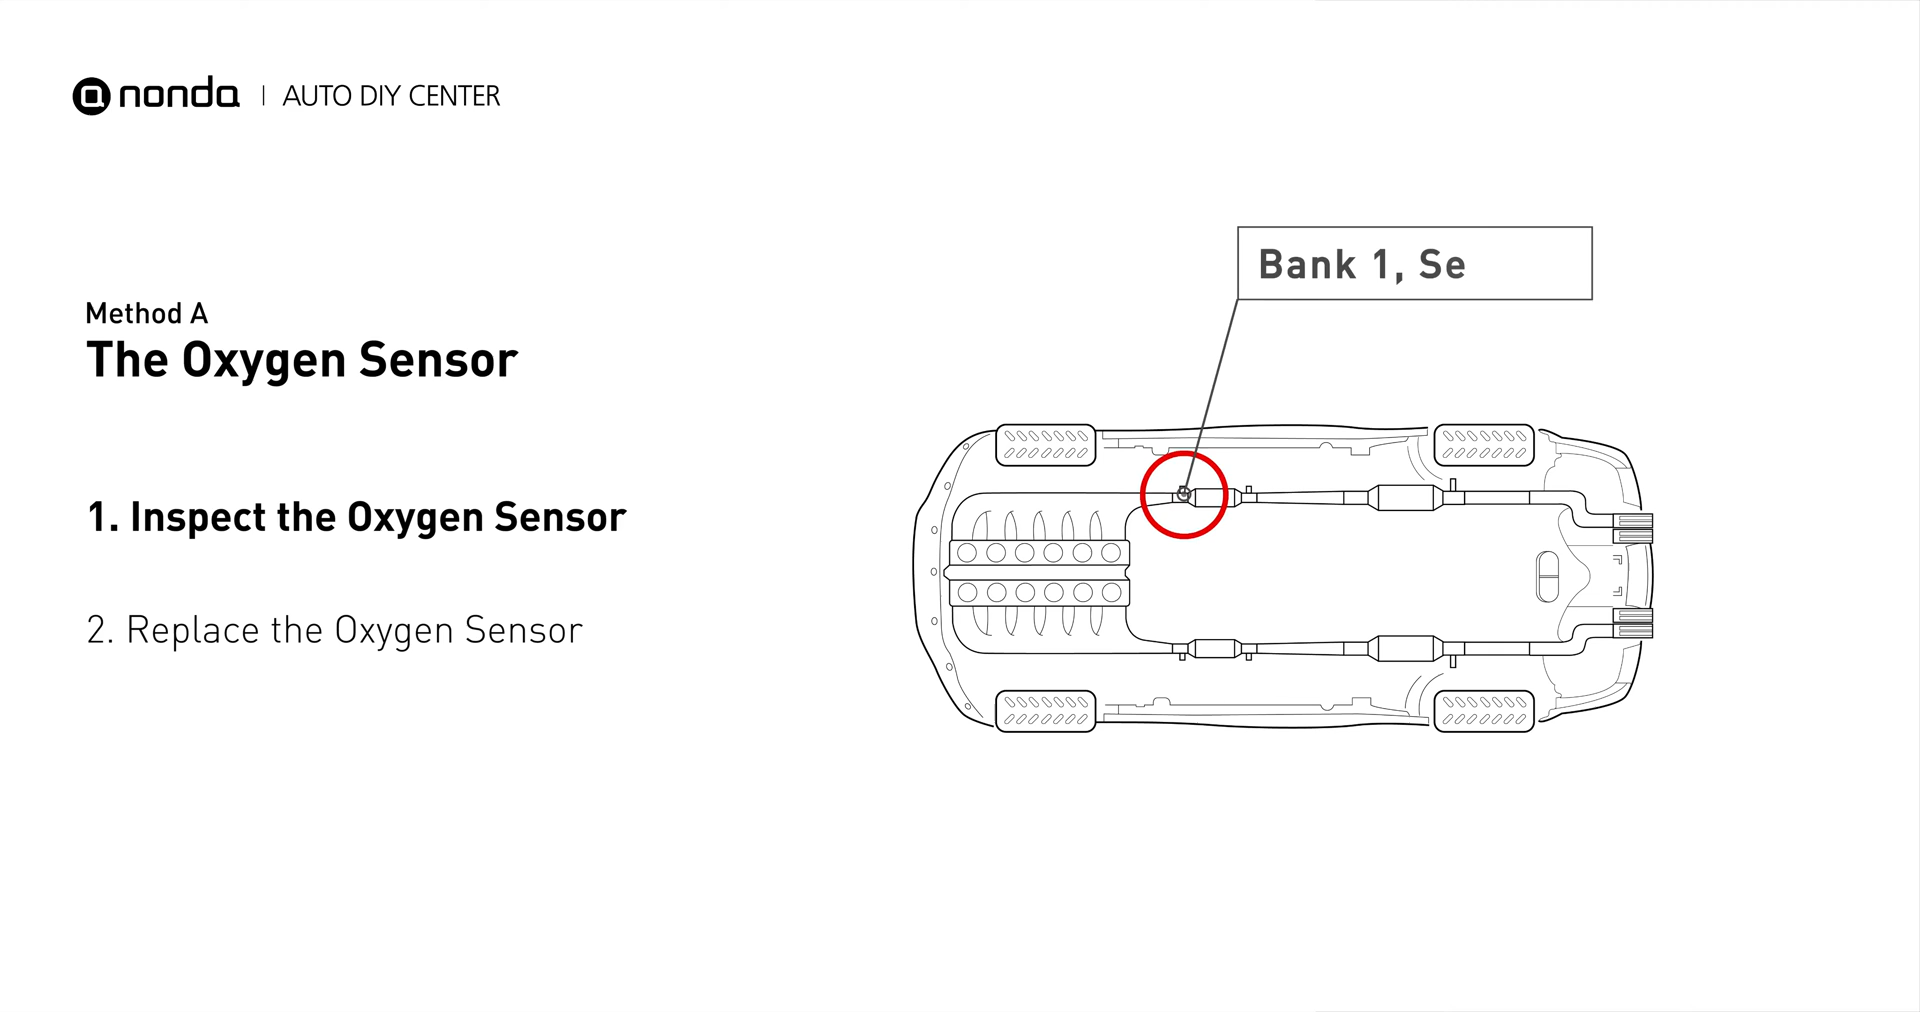 nonda | AUTO DIY CENTER
Bank 1, Se
Method A
The Oxygen Sensor
1. Inspect the Oxygen Sensor
2. Replace the Oxygen Sensor